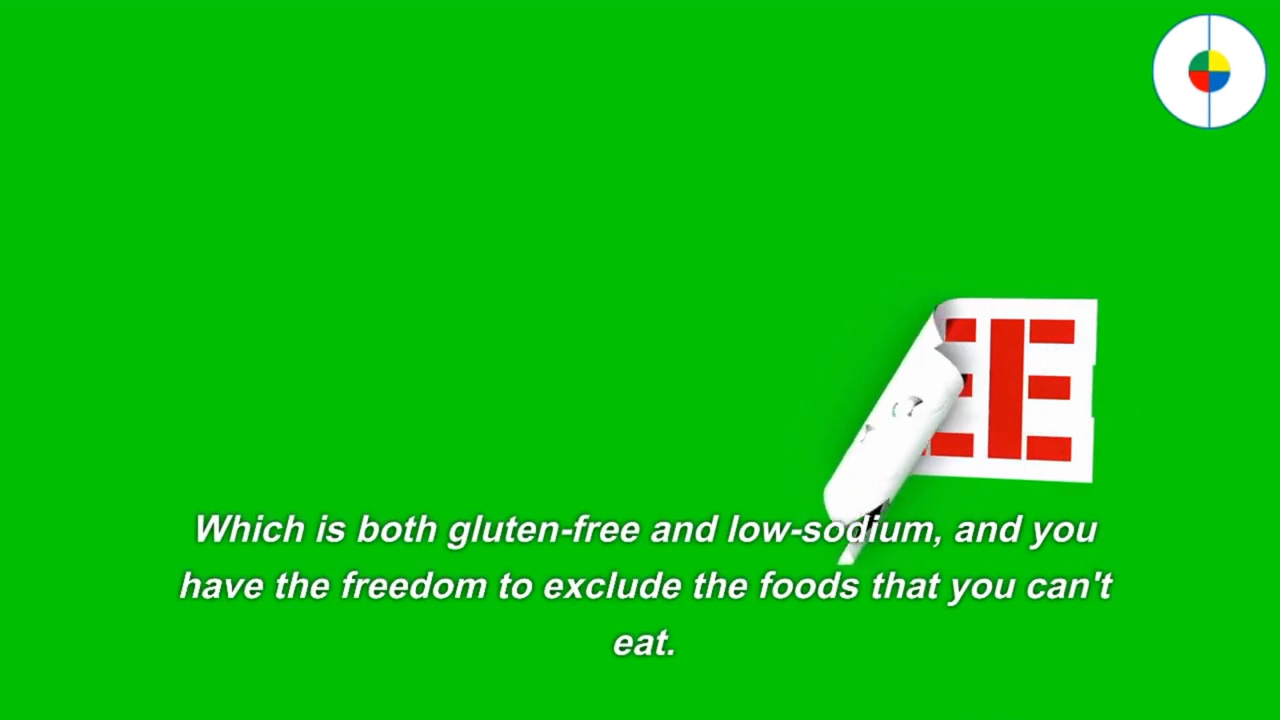 Which is both gluten-free and low-sodium, and you
have the freedom to exclude the foods that you can't
eat.